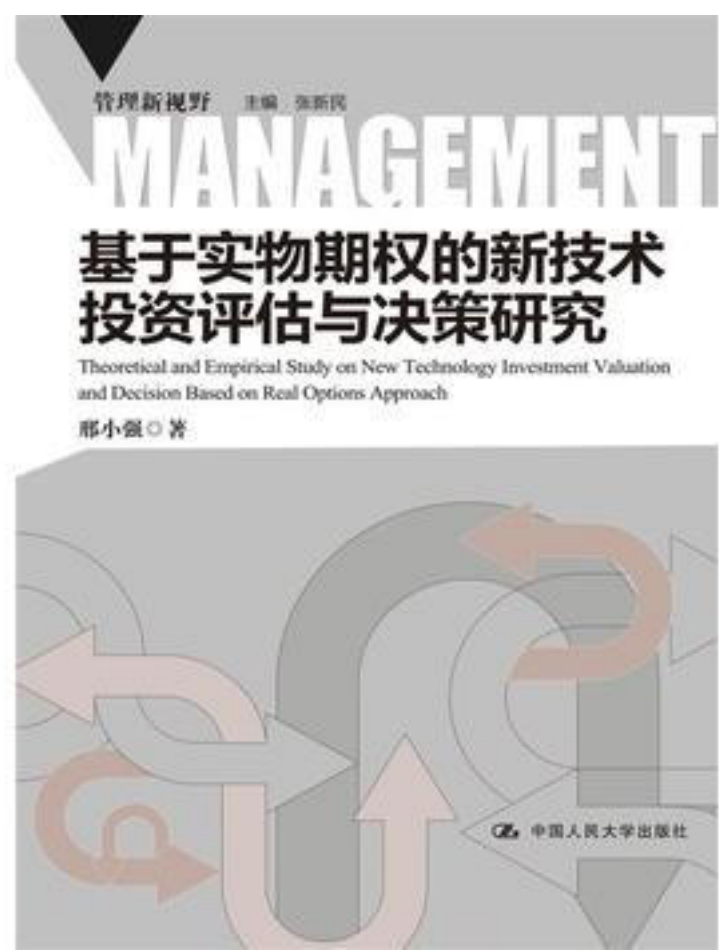 管理新视野 主编 张新民
MANAGEMENT
基于实物期权的新技术
投资评估与决策研究
Theoretical and Empirical Study on New Technology Investment Valuation
and Decision Based on Real Options Approach
邢小强◎著
中国人民大学出版社